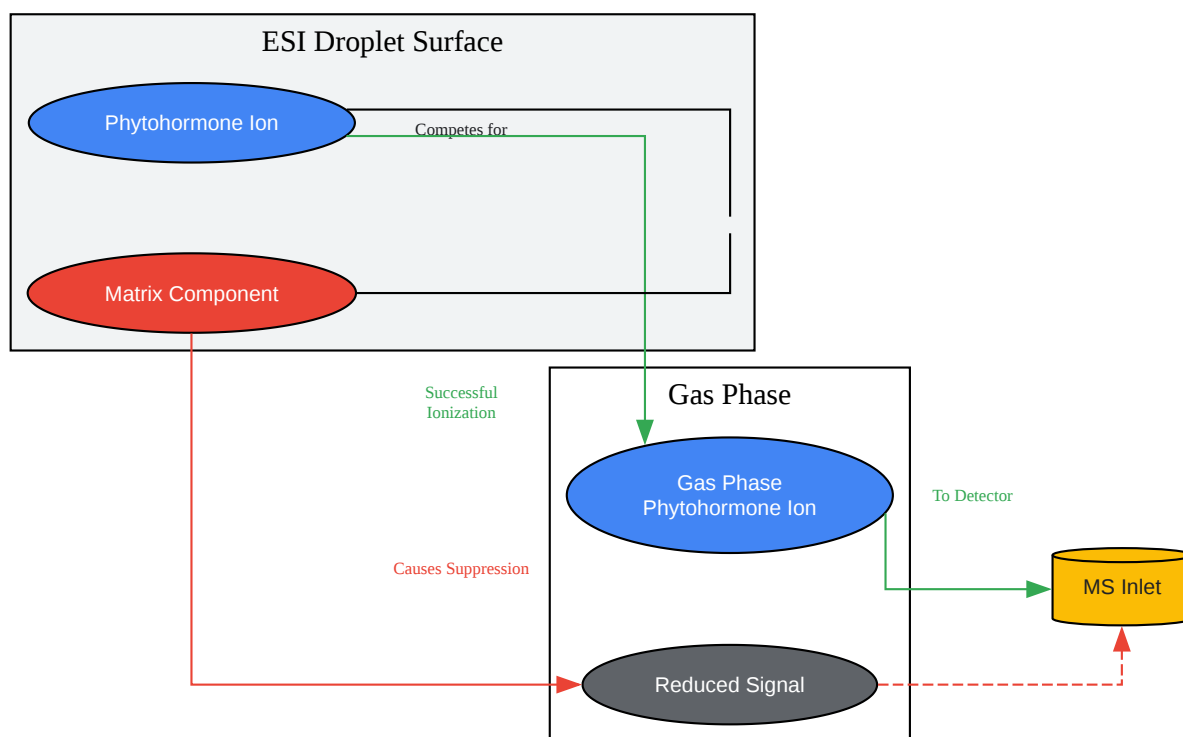 ESI Droplet Surface
Phytohormone Ion
Competes for
Matrix Component
Successful
Ionization
Gas Phase
Gas Phase
Phytohormone Ion
To Detector
Causes Suppression
MS Inlet
Reduced Signal